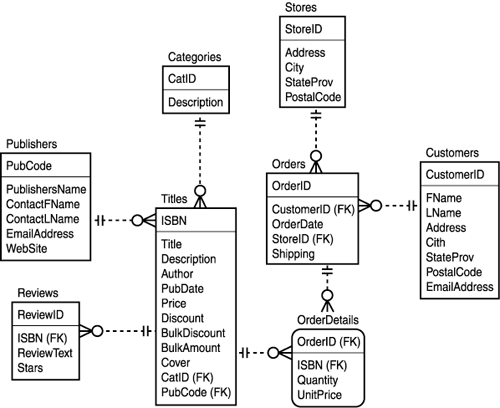 Stores
StoreID
Address
City
StateProv
PostalCode
Categories
CatID
Description
Publishers
PubCode
PublishersName
ContactFName
ContactLName
EmailAddress
WebSite
Titles
ISBN
Title
Description
Author
PubDate
Price
Discount
BulkDiscount
BulkAmount
Cover
CatID (FK)
PubCode (FK)
Orders
OrderID
CustomerID (FK)
OrderDate
StoreID (FK)
Shipping
Customers
CustomerID
FName
LName
Address
Cith
StateProv
PostalCode
EmailAddress
Reviews
ReviewID
ISBN (FK)
ReviewText
Stars
OrderDetails
OrderID (FK)
ISBN (FK)
Quantity
UnitPrice